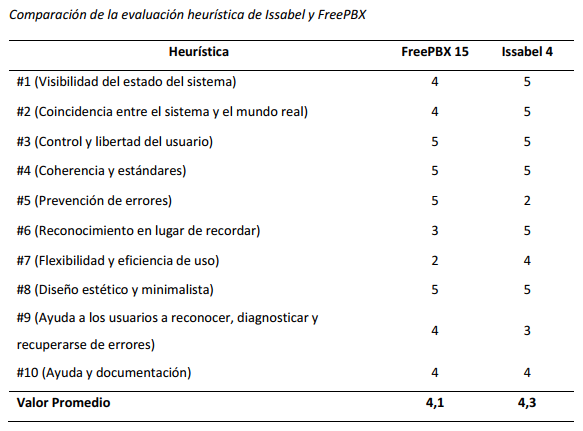 Comparación de la evaluación heurística de Issabel y FreePBX
Heurística FreePBX 15 Issabel 4
#1 (Visibilidad del estado del sistema) 4 5
#2 (Coincidencia entre el sistema y el mundo real) 4 5
#3 (Control y libertad del usuario) 5 5
#4 (Coherencia y estándares) 5 5
#5 (Prevención de errores) 5 2
#6 (Reconocimiento en lugar de recordar) 3 5
#7 (Flexibilidad y eficiencia de uso) 2 4
#8 (Diseño estético y minimalista) 5 5
#9 (Ayuda a los usuarios a reconocer, diagnosticar y
recuperarse de errores) 4 3
#10 (Ayuda y documentación) 4 4
Valor Promedio 4,1 4,3